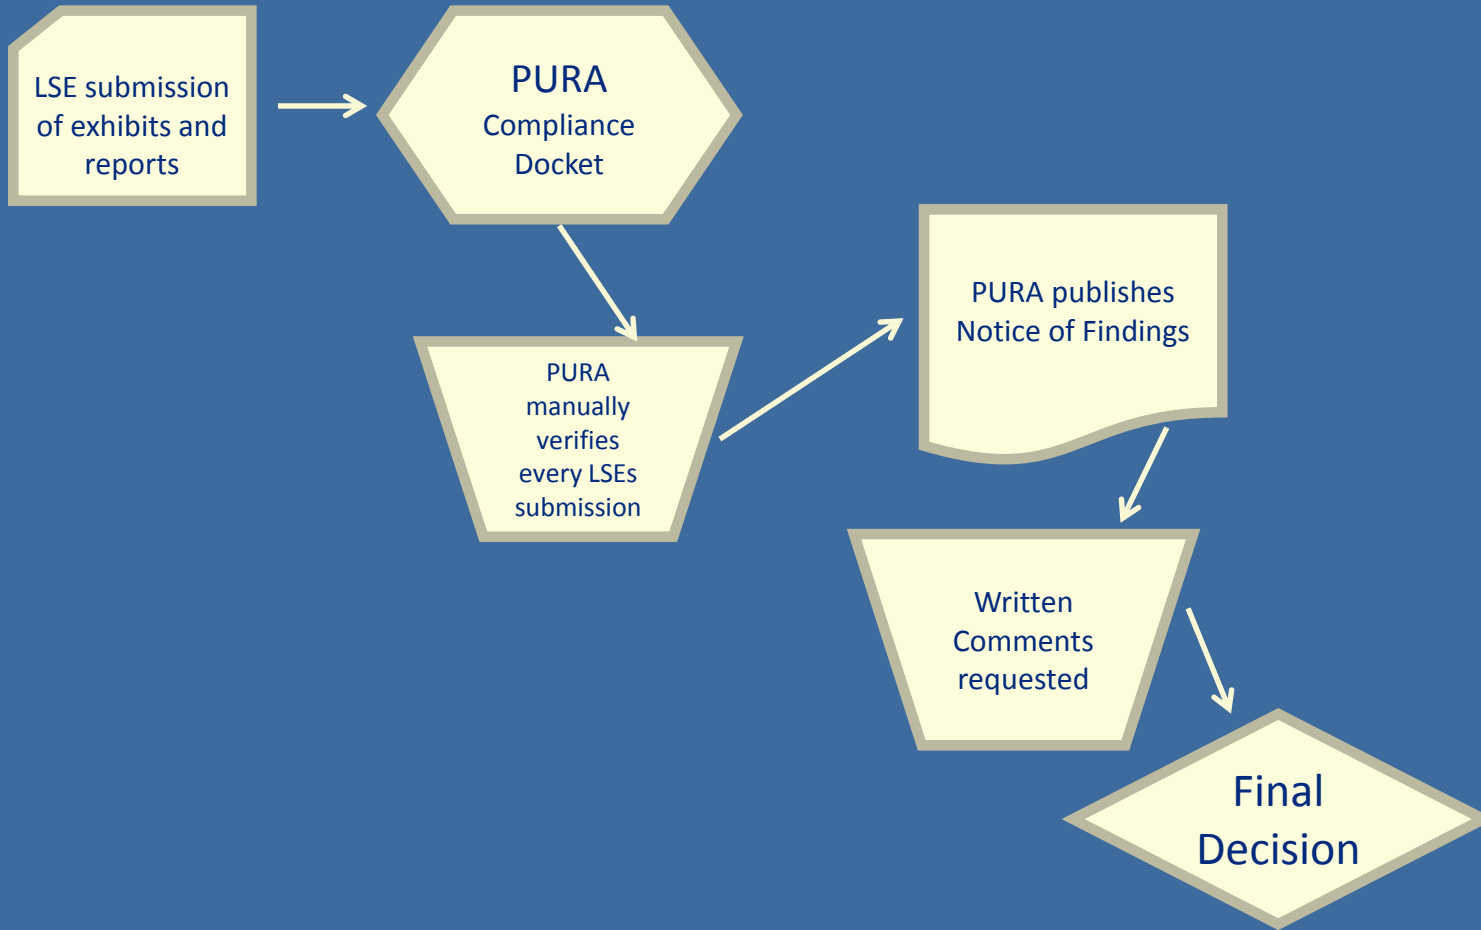 LSE submission
of exhibits and
reports
PURA
Compliance
Docket
PURA
manually
verifies
every LSEs
submission
PURA publishes
Notice of Findings
Written
Comments
requested
Final
Decision